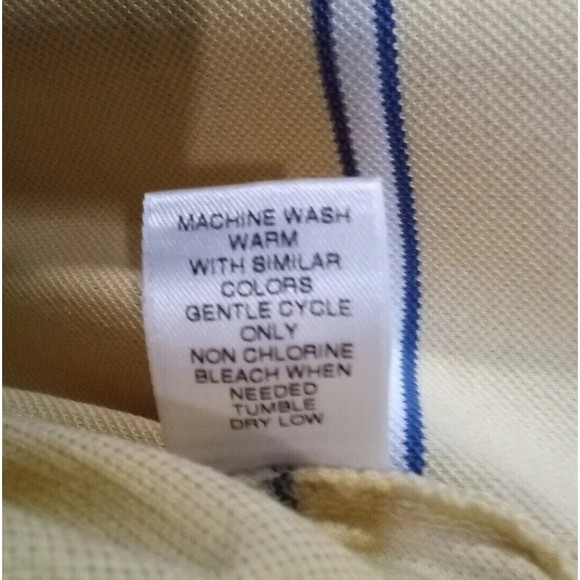 MACHINE WASH
WARM
WITH SIMILAR
COLORS
GENTLE CYCLE
ONLY
NON CHLORINE
BLEACH WHEN
NEEDED
TUMBLE
DRY LOW